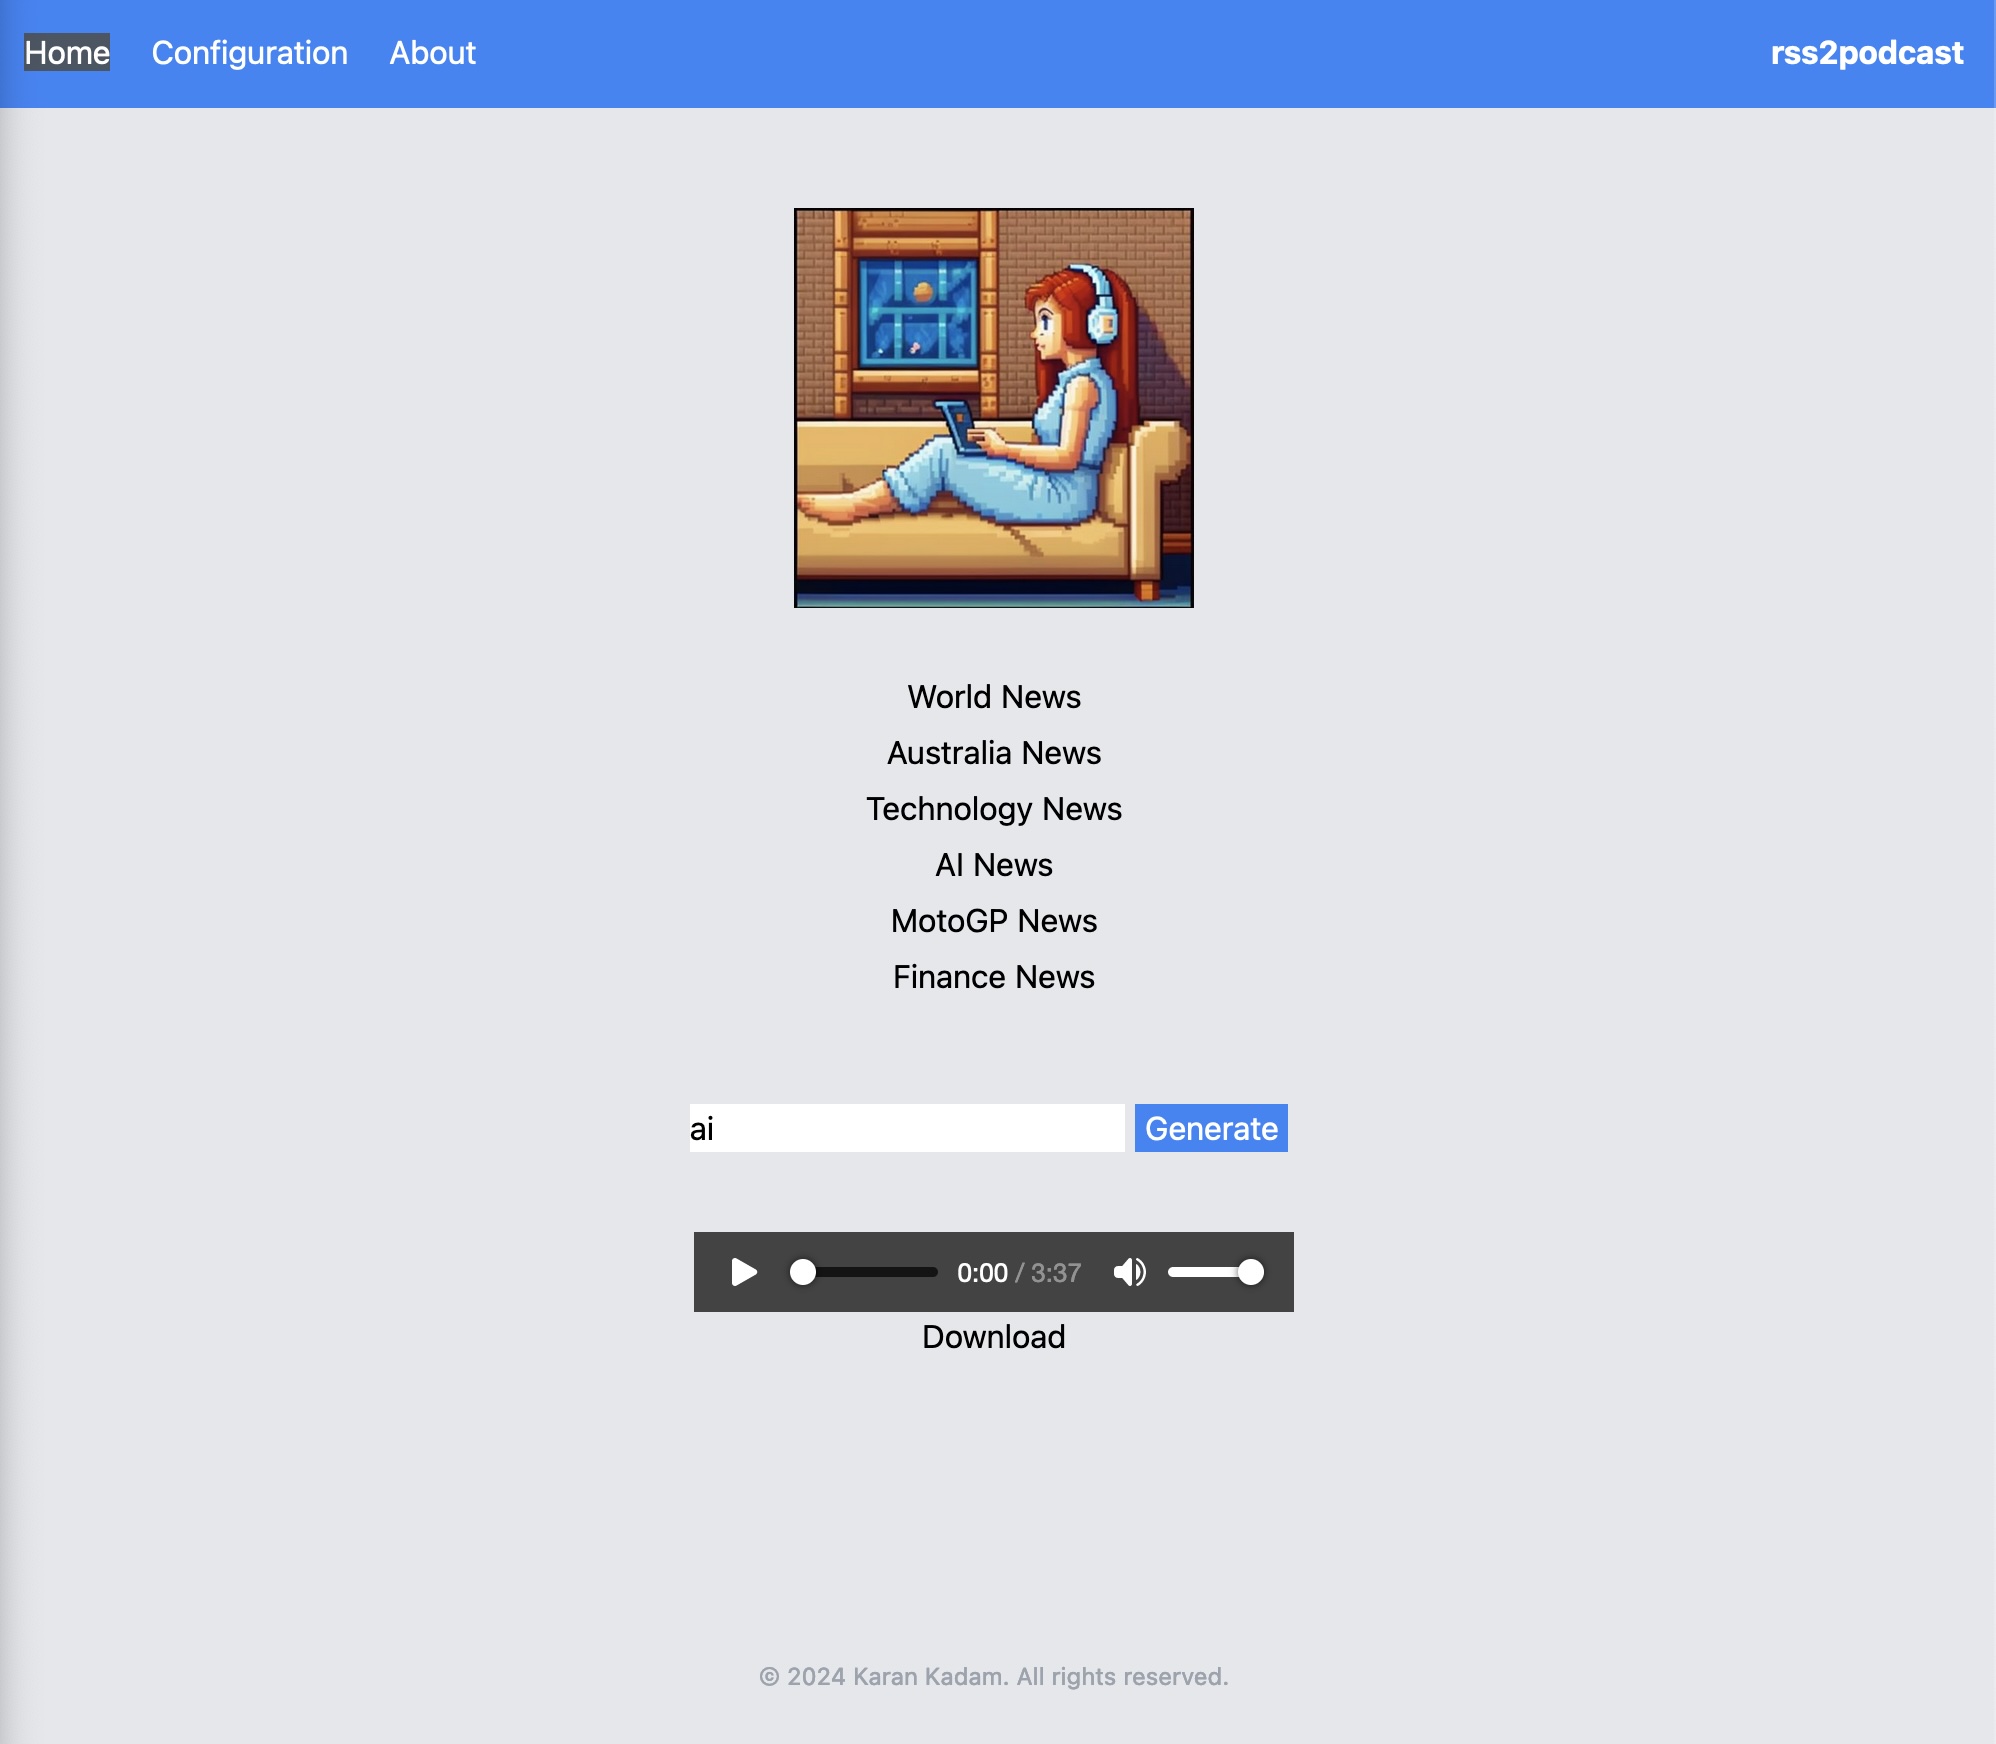 Home Configuration About rss2podcast
World News
Australia News
Technology News
AI News
MotoGP News
Finance News
ai Generate
0:00 / 3:37
Download
© 2024 Karan Kadam. All rights reserved.